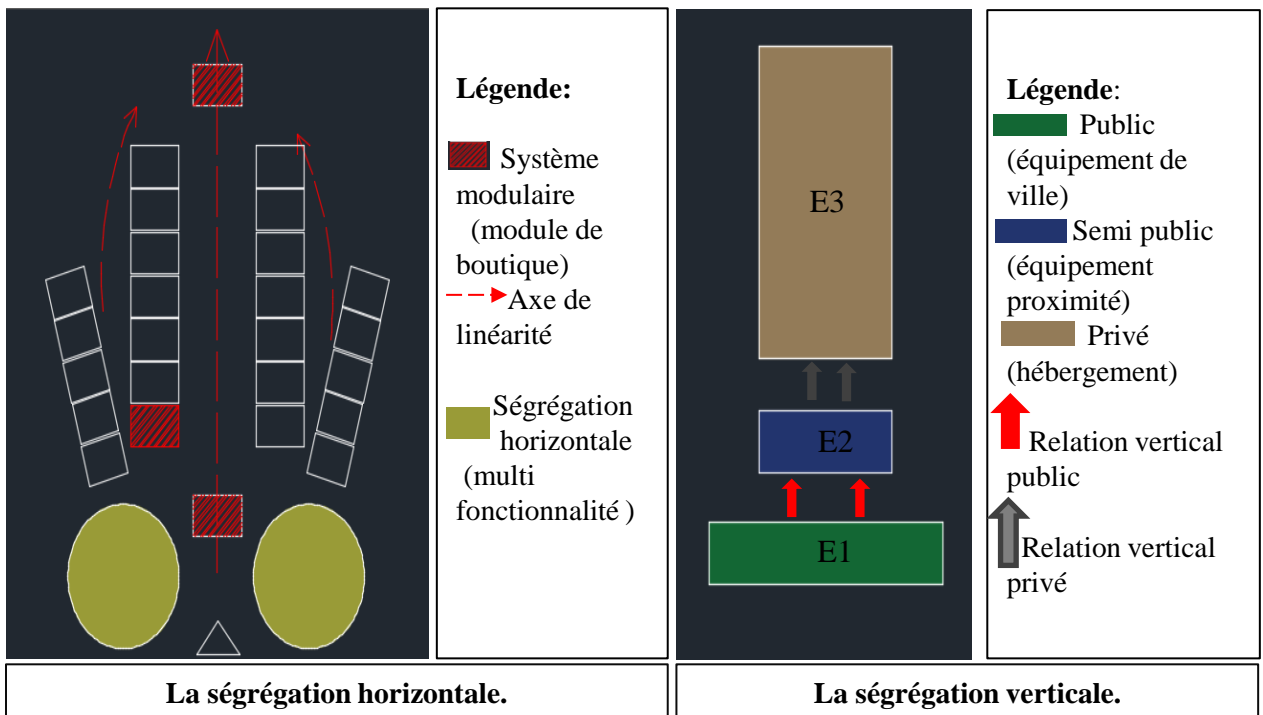 Légende:
Système
modulaire
(module de
boutique)
Axe de
linéarité
Ségrégation
horizontale
(multi
fonctionnalité )
La ségrégation horizontale.
E3
E2
E1
Légende:
Public
(équipement de
ville)
Semi public
(équipement
proximité)
Privé
(hébergement)
Relation vertical
public
Relation vertical
privé
La ségrégation verticale.